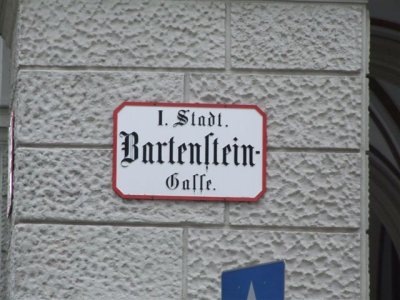 I. Stadt.
Bartenſtein-
Gaſſe.